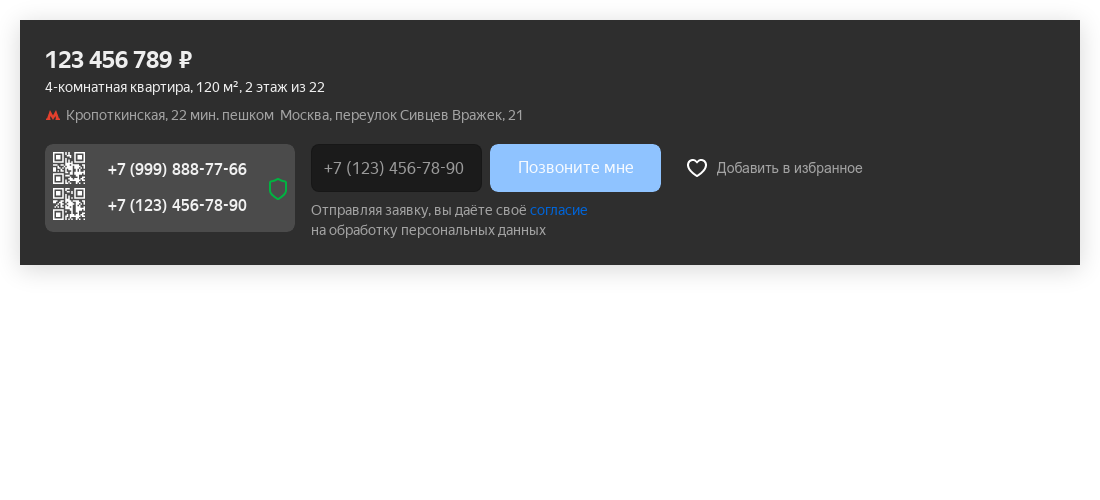 123 456 789 ₽
4-комнатная квартира, 120 м², 2 этаж из 22
Кропоткинская, 22 мин. пешком Москва, переулок Сивцев Вражек, 21
+7 (999) 888-77-66
+7 (123) 456-78-90
+7 (123) 456-78-90
Позвоните мне
Добавить в избранное
Отправляя заявку, вы даёте своё согласие
на обработку персональных данных